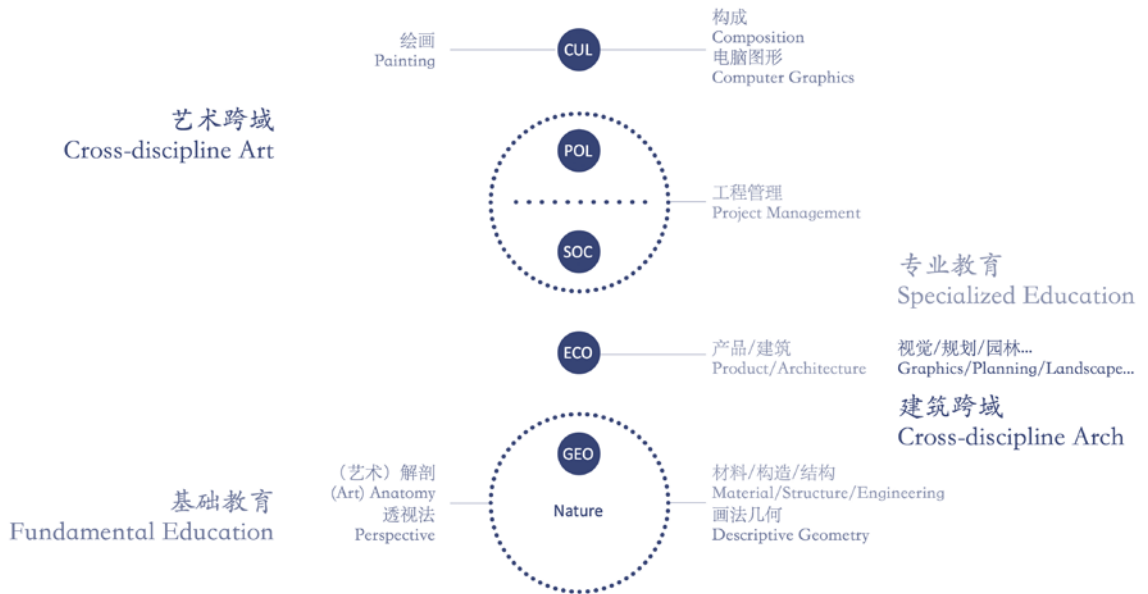 绘画
Painting
CUL
构成
Composition
电脑图形
Computer Graphics
艺术跨域
Cross-discipline Art
POL
工程管理
Project Management
SOC
专业教育
Specialized Education
ECO
产品/建筑
Product/Architecture
视觉/规划/园林...
Graphics/Planning/Landscape...
建筑跨域
Cross-discipline Arch
GEO
Nature
(艺术)解剖
(Art) Anatomy
透视法
Perspective
材料/构造/结构
Material/Structure/Engineering
画法几何
Descriptive Geometry
基础教育
Fundamental Education